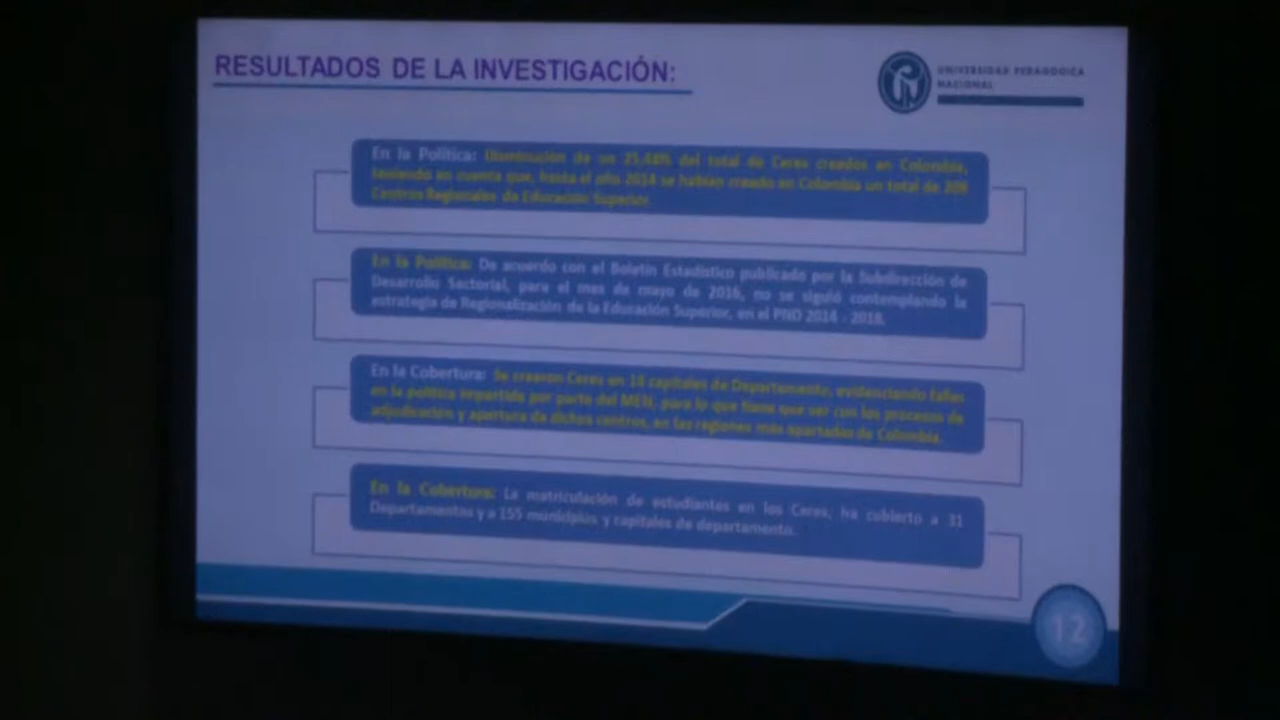 RESULTADOS DE LA INVESTIGACIÓN:
UNIVERSIDAD PEDAGOGICA
NACIONAL
En la Política: Disminución de un del total de Ceres creados en Colombia,
teniendo en cuenta que, hasta el año 2014 se habían creado en Colombia un total de
Centros Regionales de Educación Superior.
En la Política: De acuerdo con el Boletín Estadístico publicado por la Subdirección de
Desarrollo Sectorial, para el mes de mayo de 2016, no se siguió contemplando la
estrategia de Regionalización de la Educación Superior, en el PND 2014 - 2018.
En la Cobertura: Se crearon Ceres en capitales de Departamento, evidenciando fallas
en la política impartida por parte del MEN, para lo que tiene que ver con los procesos de
adjudicación y apertura de dichos centros, en las regiones más apartadas de Colombia.
En la Cobertura: La matriculación de estudiantes en los Ceres, ha cubierto a 31
Departamentos y a 155 municipios y capitales de departamento.
12